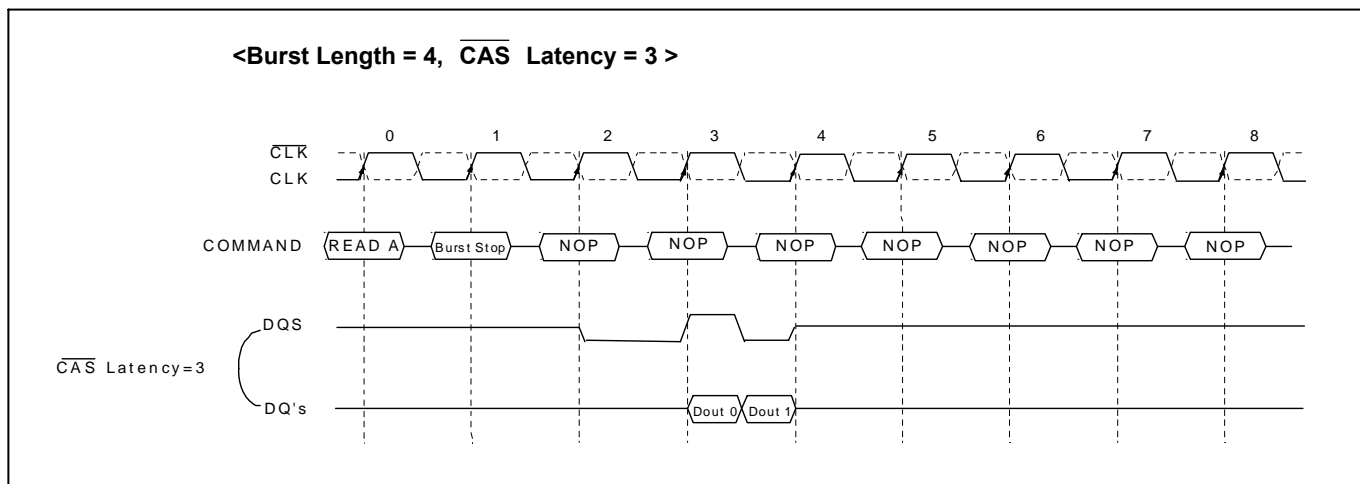 <Burst Length = 4, CAS Latency = 3 >
0 1 2 3 4 5 6 7 8
CLK
CLK
COMMAND READ A Burst Stop NOP NOP NOP NOP NOP NOP NOP
DQS
CAS Latency=3
DQ's Dout 0 Dout 1